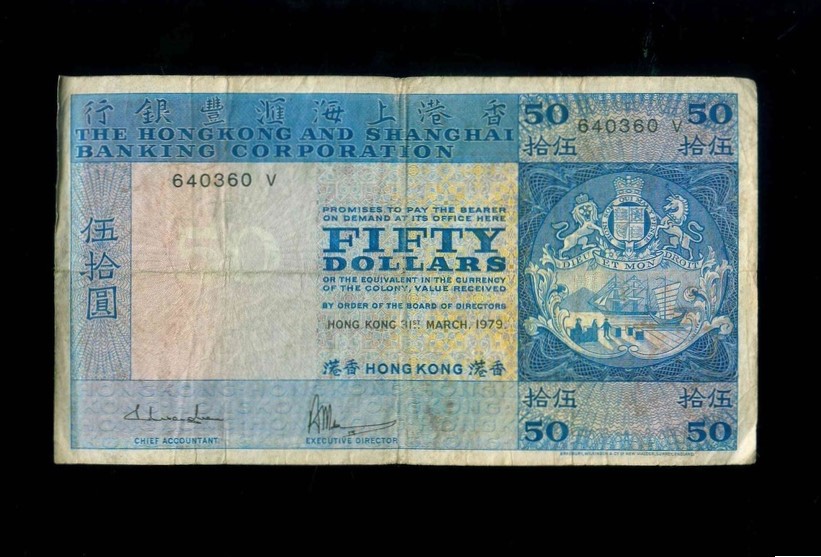 行銀豐滙海上港香
THE HONGKONG AND SHANGHAI
BANKING CORPORATION
50 640360 V 50
拾伍 拾伍
640360 V
伍拾圓
50
PROMISES TO PAY THE BEARER
ON DEMAND AT ITS OFFICE HERE
FIFTY
DOLLARS
OR THE EQUIVALENT IN THE CURRENCY
OF THE COLONY, VALUE RECEIVED
BY ORDER OF THE BOARD OF DIRECTORS
HONG KONG 31ST MARCH, 1979.
港香 HONG KONG 港香
DIEU ET MON DROIT
CHIEF ACCOUNTANT
EXECUTIVE DIRECTOR
拾伍 拾伍
50 50